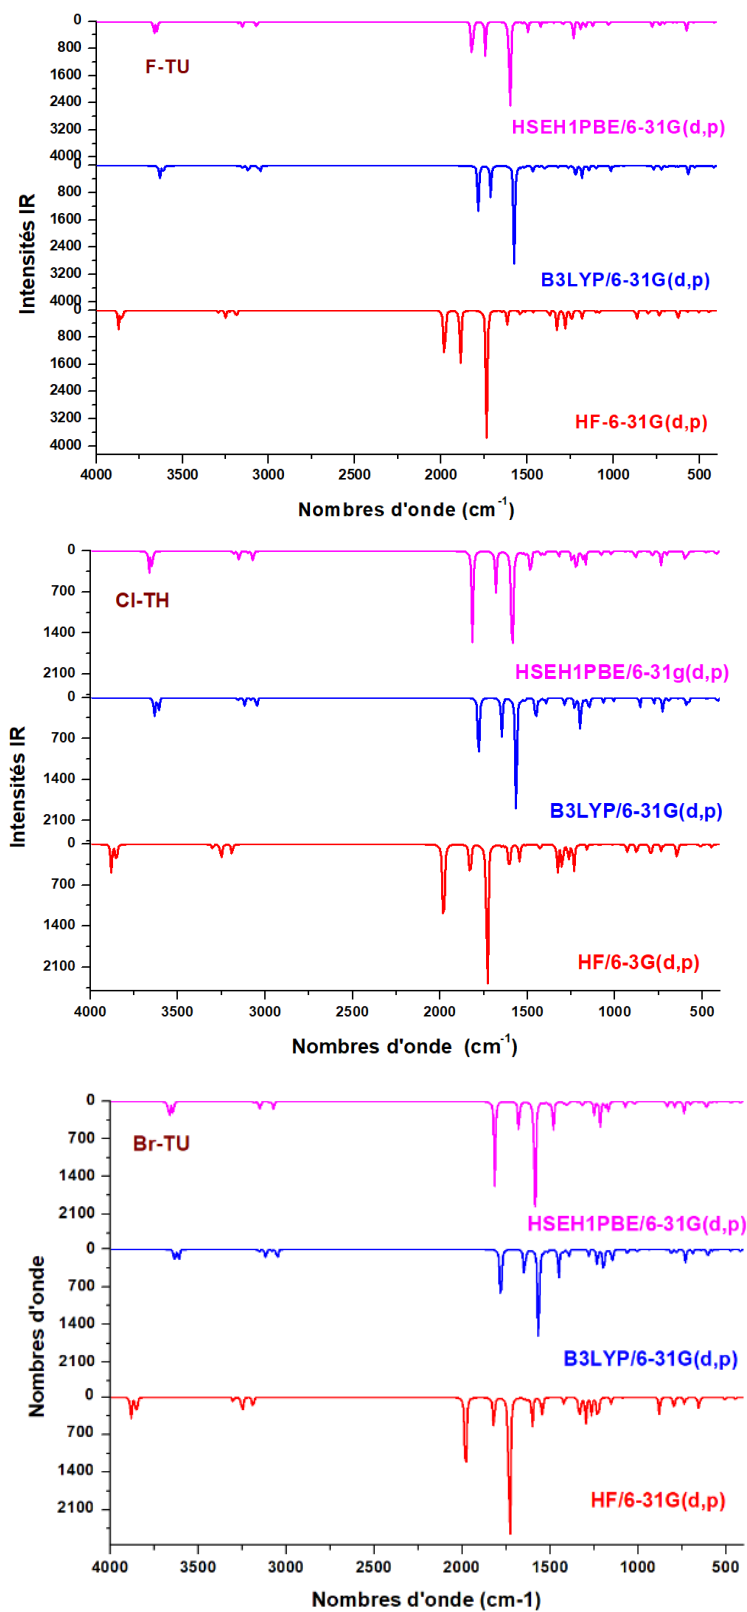 0
800
F-TU
1600
2400
HSEH1PBE/6-31G(d,p)
3200
4000
0
800
1600
2400
B3LYP/6-31G(d,p)
3200
4000
0
800
1600
2400
HF-6-31G(d,p)
3200
4000
Intensités IR
4000 3500 3000 2500 2000 1500 1000 500
Nombres d'onde (cm-1)
0
700
Cl-TH
1400
2100
HSEH1PBE/6-31g(d,p)
0
700
1400
2100
B3LYP/6-31G(d,p)
0
700
1400
2100
HF/6-3G(d,p)
Intensités IR
4000 3500 3000 2500 2000 1500 1000 500
Nombres d'onde (cm-1)
0
700
Br-TU
1400
2100
HSEH1PBE/6-31G(d,p)
0
700
1400
2100
B3LYP/6-31G(d,p)
0
700
1400
2100
HF/6-31G(d,p)
Nombres d'onde
4000 3500 3000 2500 2000 1500 1000 500
Nombres d'onde (cm-1)